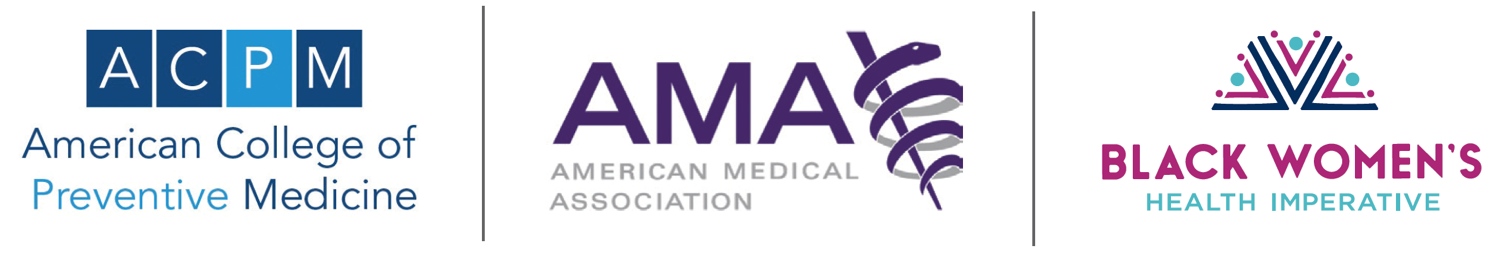 ACPM
American College of
Preventive Medicine
AMA
AMERICAN MEDICAL
ASSOCIATION
BLACK WOMEN'S
HEALTH IMPERATIVE